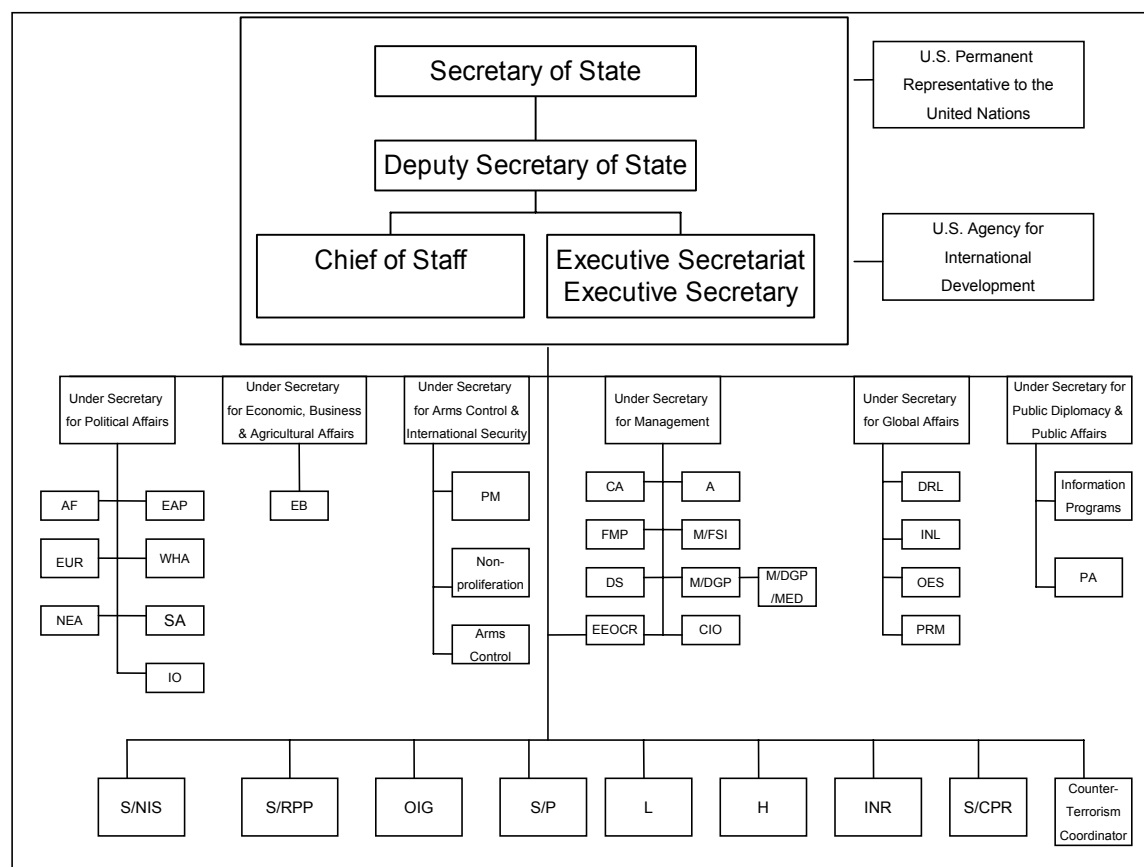 Secretary of State
U.S. Permanent
Representative to the
United Nations
Deputy Secretary of State
Chief of Staff
Executive Secretariat
Executive Secretary
U.S. Agency for
International
Development
Under Secretary
for Political Affairs
Under Secretary
for Economic, Business
& Agricultural Affairs
Under Secretary
for Arms Control &
International Security
Under Secretary
for Management
Under Secretary
for Global Affairs
Under Secretary for
Public Diplomacy &
Public Affairs
AF
EAP
EUR
WHA
NEA
SA
IO
EB
PM
Non-
proliferation
Arms
Control
CA
A
FMP
M/FSI
DS
M/DGP
M/DGP
/MED
EEOCR
CIO
DRL
INL
OES
PRM
Information
Programs
PA
S/NIS
S/RPP
OIG
S/P
L
H
INR
S/CPR
Counter-
Terrorism
Coordinator